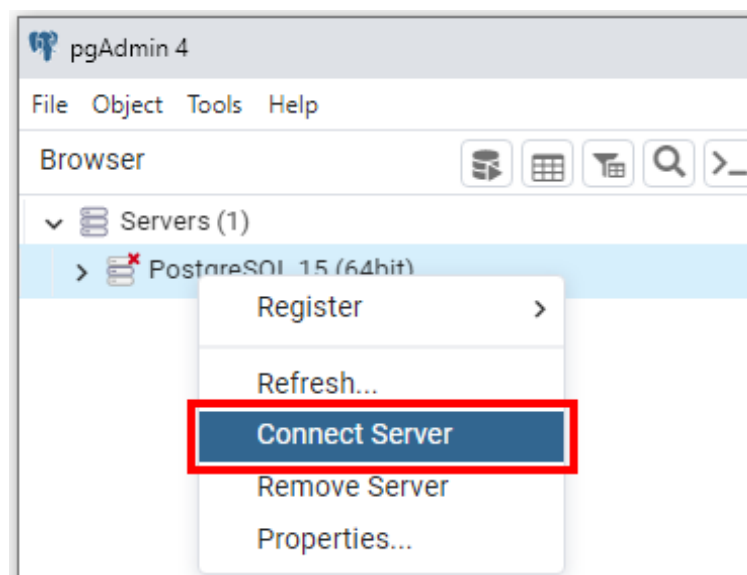 pgAdmin 4
File Object Tools Help
Browser
Servers (1)
PostgreSQL 15 (64bit)
Register
Refresh...
Connect Server
Remove Server
Properties...